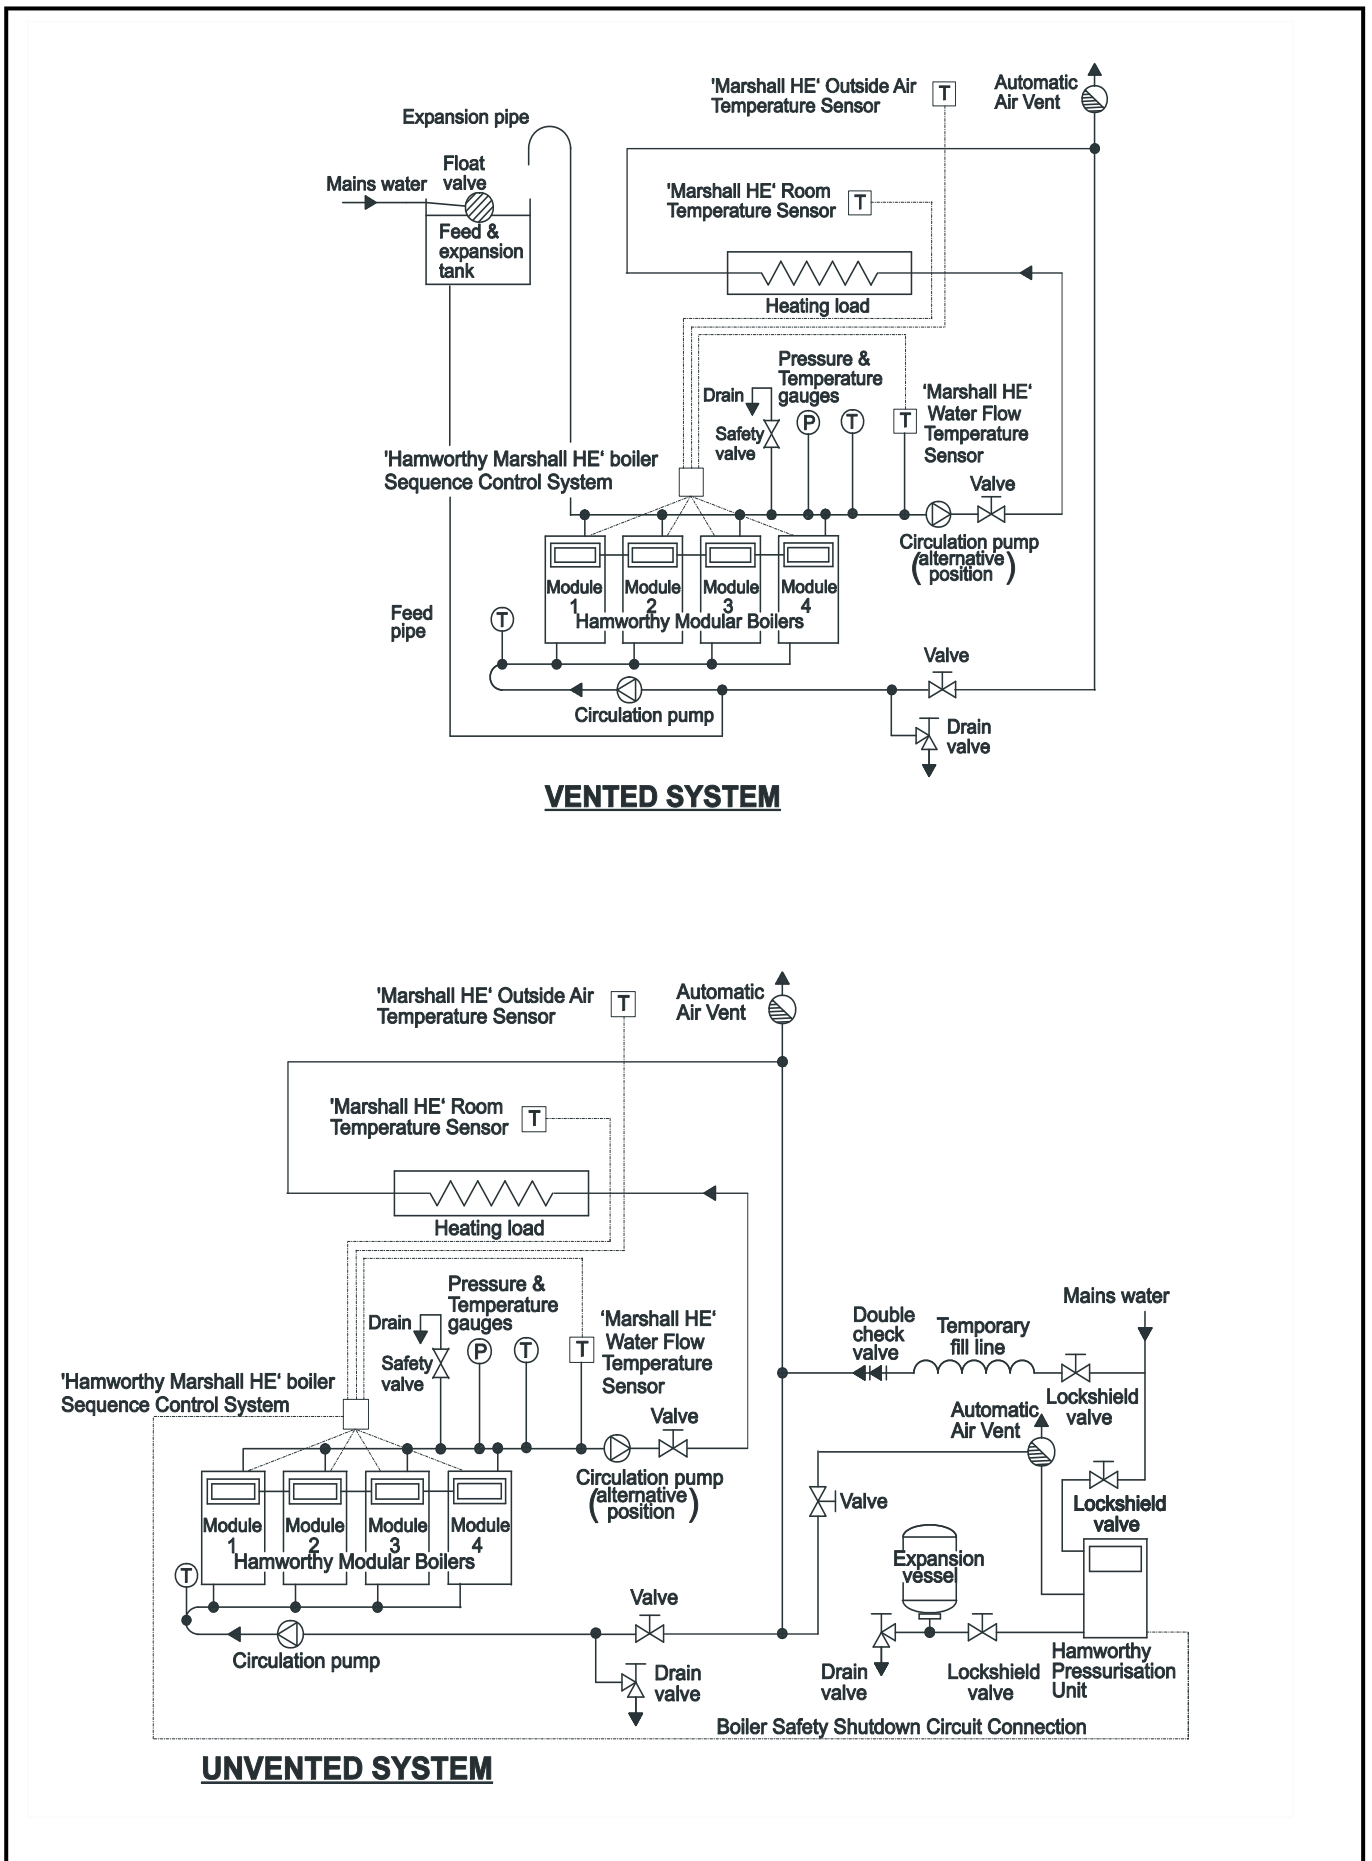 'Marshall HE' Outside Air
Temperature Sensor
T
Automatic
Air Vent
Expansion pipe
Float
valve
Mains water
Feed &
expansion
tank
'Marshall HE' Room
Temperature Sensor
T
Heating load
Pressure &
Temperature
gauges
Drain
Safety
valve
P
T
T
'Marshall HE'
Water Flow
Temperature
Sensor
'Hamworthy Marshall HE' boiler
Sequence Control System
Valve
Circulation pump
(alternative
position)
Module
1
Module
2
Module
3
Module
4
Hamworthy Modular Boilers
Feed
pipe
T
Valve
Circulation pump
Drain
valve
VENTED SYSTEM
'Marshall HE' Outside Air
Temperature Sensor
T
Automatic
Air Vent
'Marshall HE' Room
Temperature Sensor
T
Heating load
Pressure &
Temperature
gauges
Drain
Safety
valve
P
T
T
'Marshall HE'
Water Flow
Temperature
Sensor
'Hamworthy Marshall HE' boiler
Sequence Control System
Valve
Circulation pump
(alternative
position)
Mains water
Double
check
valve
Temporary
fill line
Lockshield
valve
Automatic
Air Vent
Lockshield
valve
Valve
Module
1
Module
2
Module
3
Module
4
Hamworthy Modular Boilers
T
Expansion
vessel
Valve
Circulation pump
Drain
valve
Drain
valve
Lockshield
valve
Hamworthy
Pressurisation
Unit
Boiler Safety Shutdown Circuit Connection
UNVENTED SYSTEM